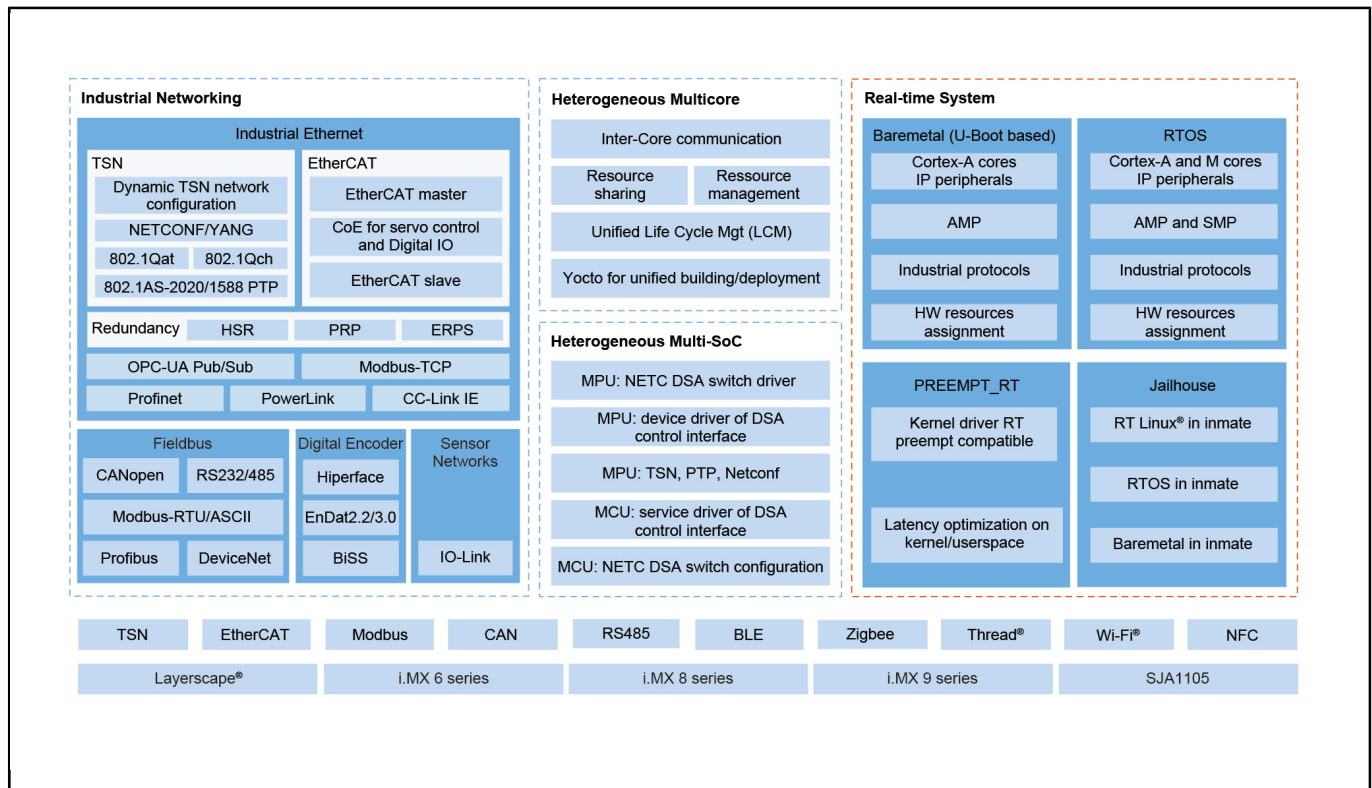 Industrial Networking
Industrial Ethernet
TSN
Dynamic TSN network
configuration
NETCONF/YANG
802.1Qat
802.1Qch
802.1AS-2020/1588 PTP
EtherCAT
EtherCAT master
CoE for servo control
and Digital IO
EtherCAT slave
Redundancy
HSR
PRP
ERPS
OPC-UA Pub/Sub
Modbus-TCP
Profinet
PowerLink
CC-Link IE
Fieldbus
CANopen
RS232/485
Modbus-RTU/ASCII
Profibus
DeviceNet
Digital Encoder
Hiperface
EnDat2.2/3.0
BiSS
Sensor
Networks
IO-Link
Heterogeneous Multicore
Inter-Core communication
Resource
sharing
Ressource
management
Unified Life Cycle Mgt (LCM)
Yocto for unified building/deployment
Heterogeneous Multi-SoC
MPU: NETC DSA switch driver
MPU: device driver of DSA
control interface
MPU: TSN, PTP, Netconf
MCU: service driver of DSA
control interface
MCU: NETC DSA switch configuration
Real-time System
Baremetal (U-Boot based)
Cortex-A cores
IP peripherals
AMP
Industrial protocols
HW resources
assignment
RTOS
Cortex-A and M cores
IP peripherals
AMP and SMP
Industrial protocols
HW resources
assignment
PREEMPT_RT
Kernel driver RT
preempt compatible
Latency optimization on
kernel/userspace
Jailhouse
RT Linux® in inmate
RTOS in inmate
Baremetal in inmate
TSN
EtherCAT
Modbus
CAN
RS485
BLE
Zigbee
Thread®
Wi-Fi®
NFC
Layerscape®
i.MX 6 series
i.MX 8 series
i.MX 9 series
SJA1105